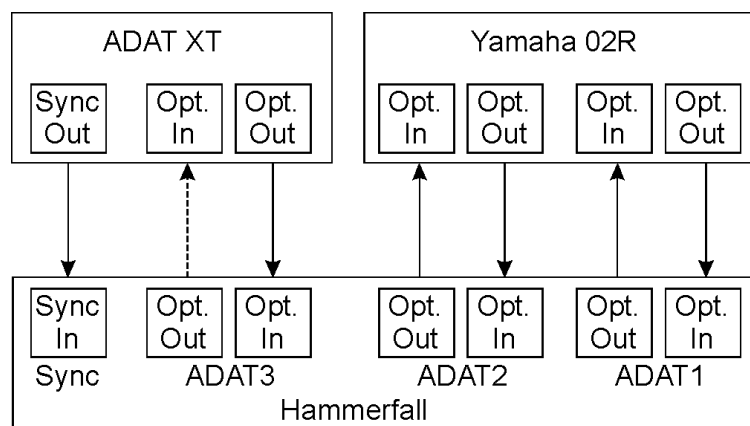 ADAT XT
Yamaha 02R
Sync Out
Opt. In
Opt. Out
Opt. In
Opt. Out
Opt. In
Opt. Out
Sync In
Opt. Out
Opt. In
Opt. Out
Opt. In
Opt. Out
Opt. In
Sync
ADAT3
ADAT2
ADAT1
Hammerfall